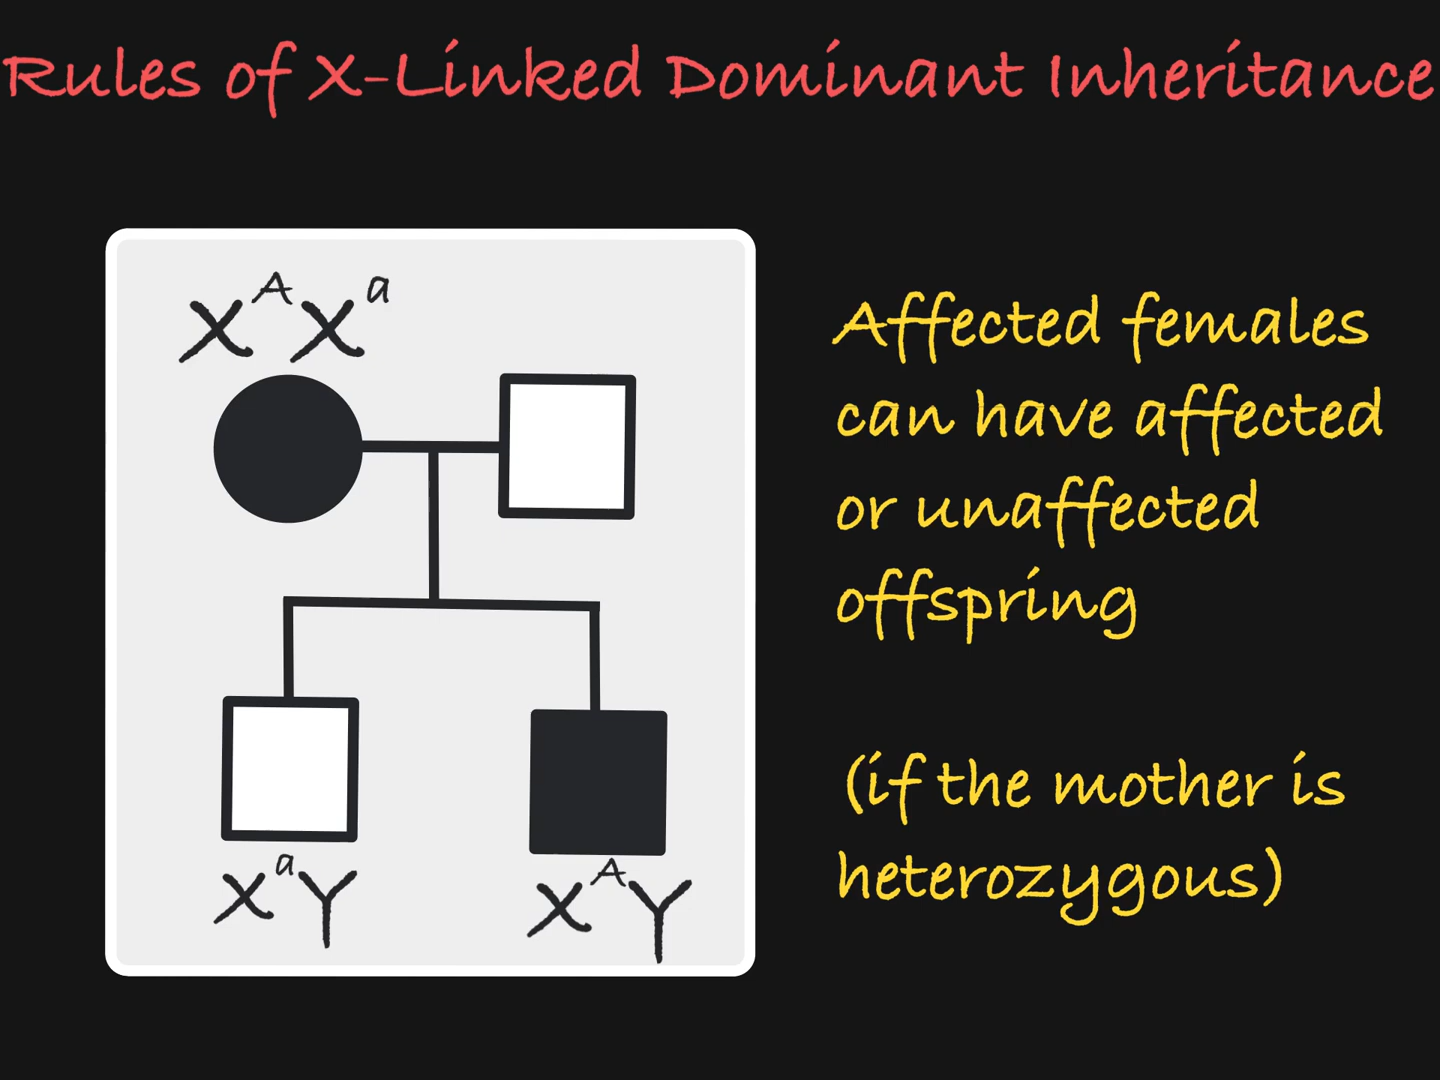 Rules of X-Linked Dominant Inheritance
X^A X^a
Affected females
can have affected
or unaffected
offspring
(if the mother is
heterozygous)
X^a Y
X^A Y